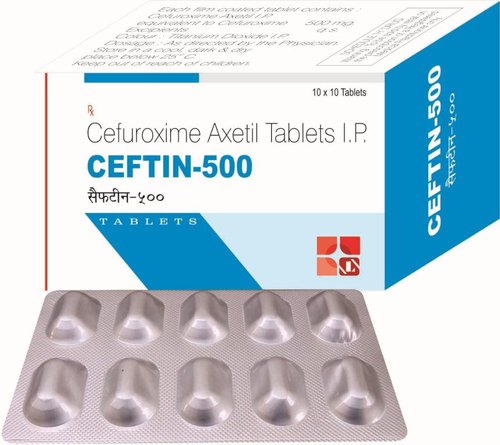 Each film coated tablet contains :
equivalent to Cefuroxime 500 mg
Excipients q.s.
Colour : Titanium Dioxide I.P.
Dosage : As directed by the Physician.
Store in a cool, dark & dry
place below 25° C.
Keep out of reach of children.
10 x 10 Tablets
Rx
Cefuroxime Axetil Tablets I.P.
CEFTIN-500
सैफटीन-५००
TABLETS
CEFTIN-500
सैफटीन-५००